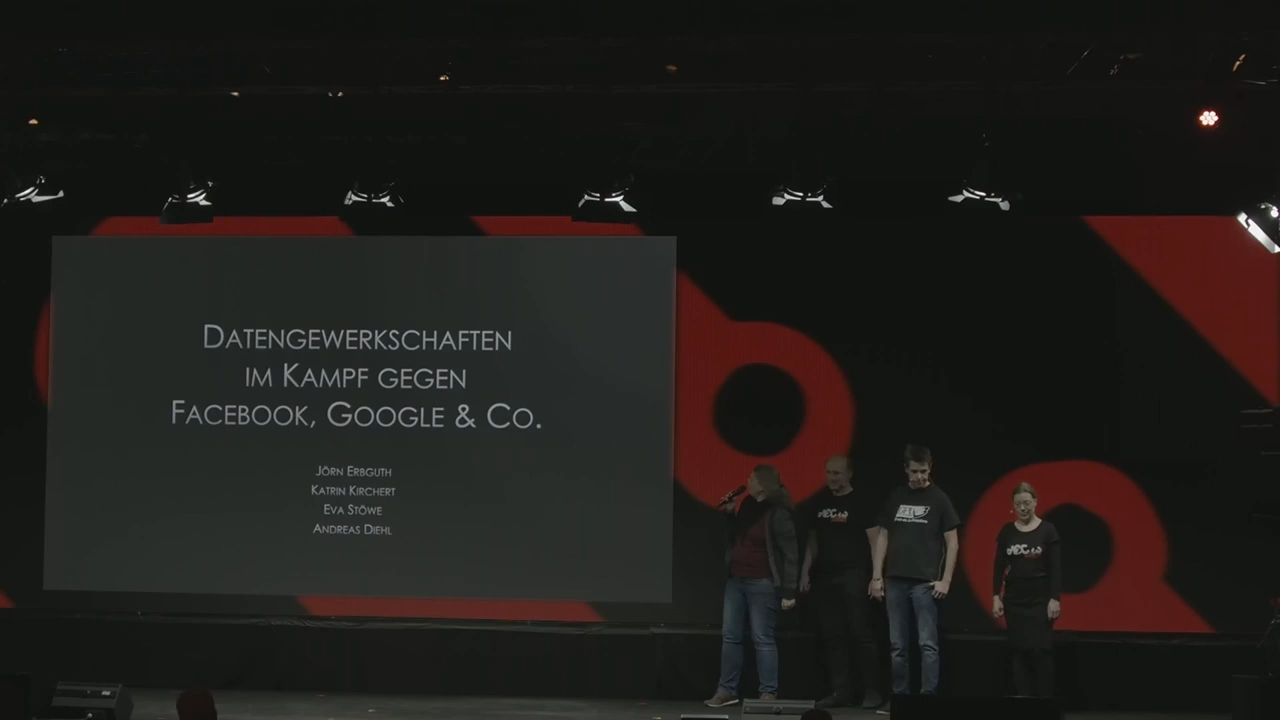 Datengewerkschaften
im Kampf gegen
Facebook, Google & Co.
Jörn Erbguth
Katrin Kirchert
Eva Stöwe
Andreas Diehl